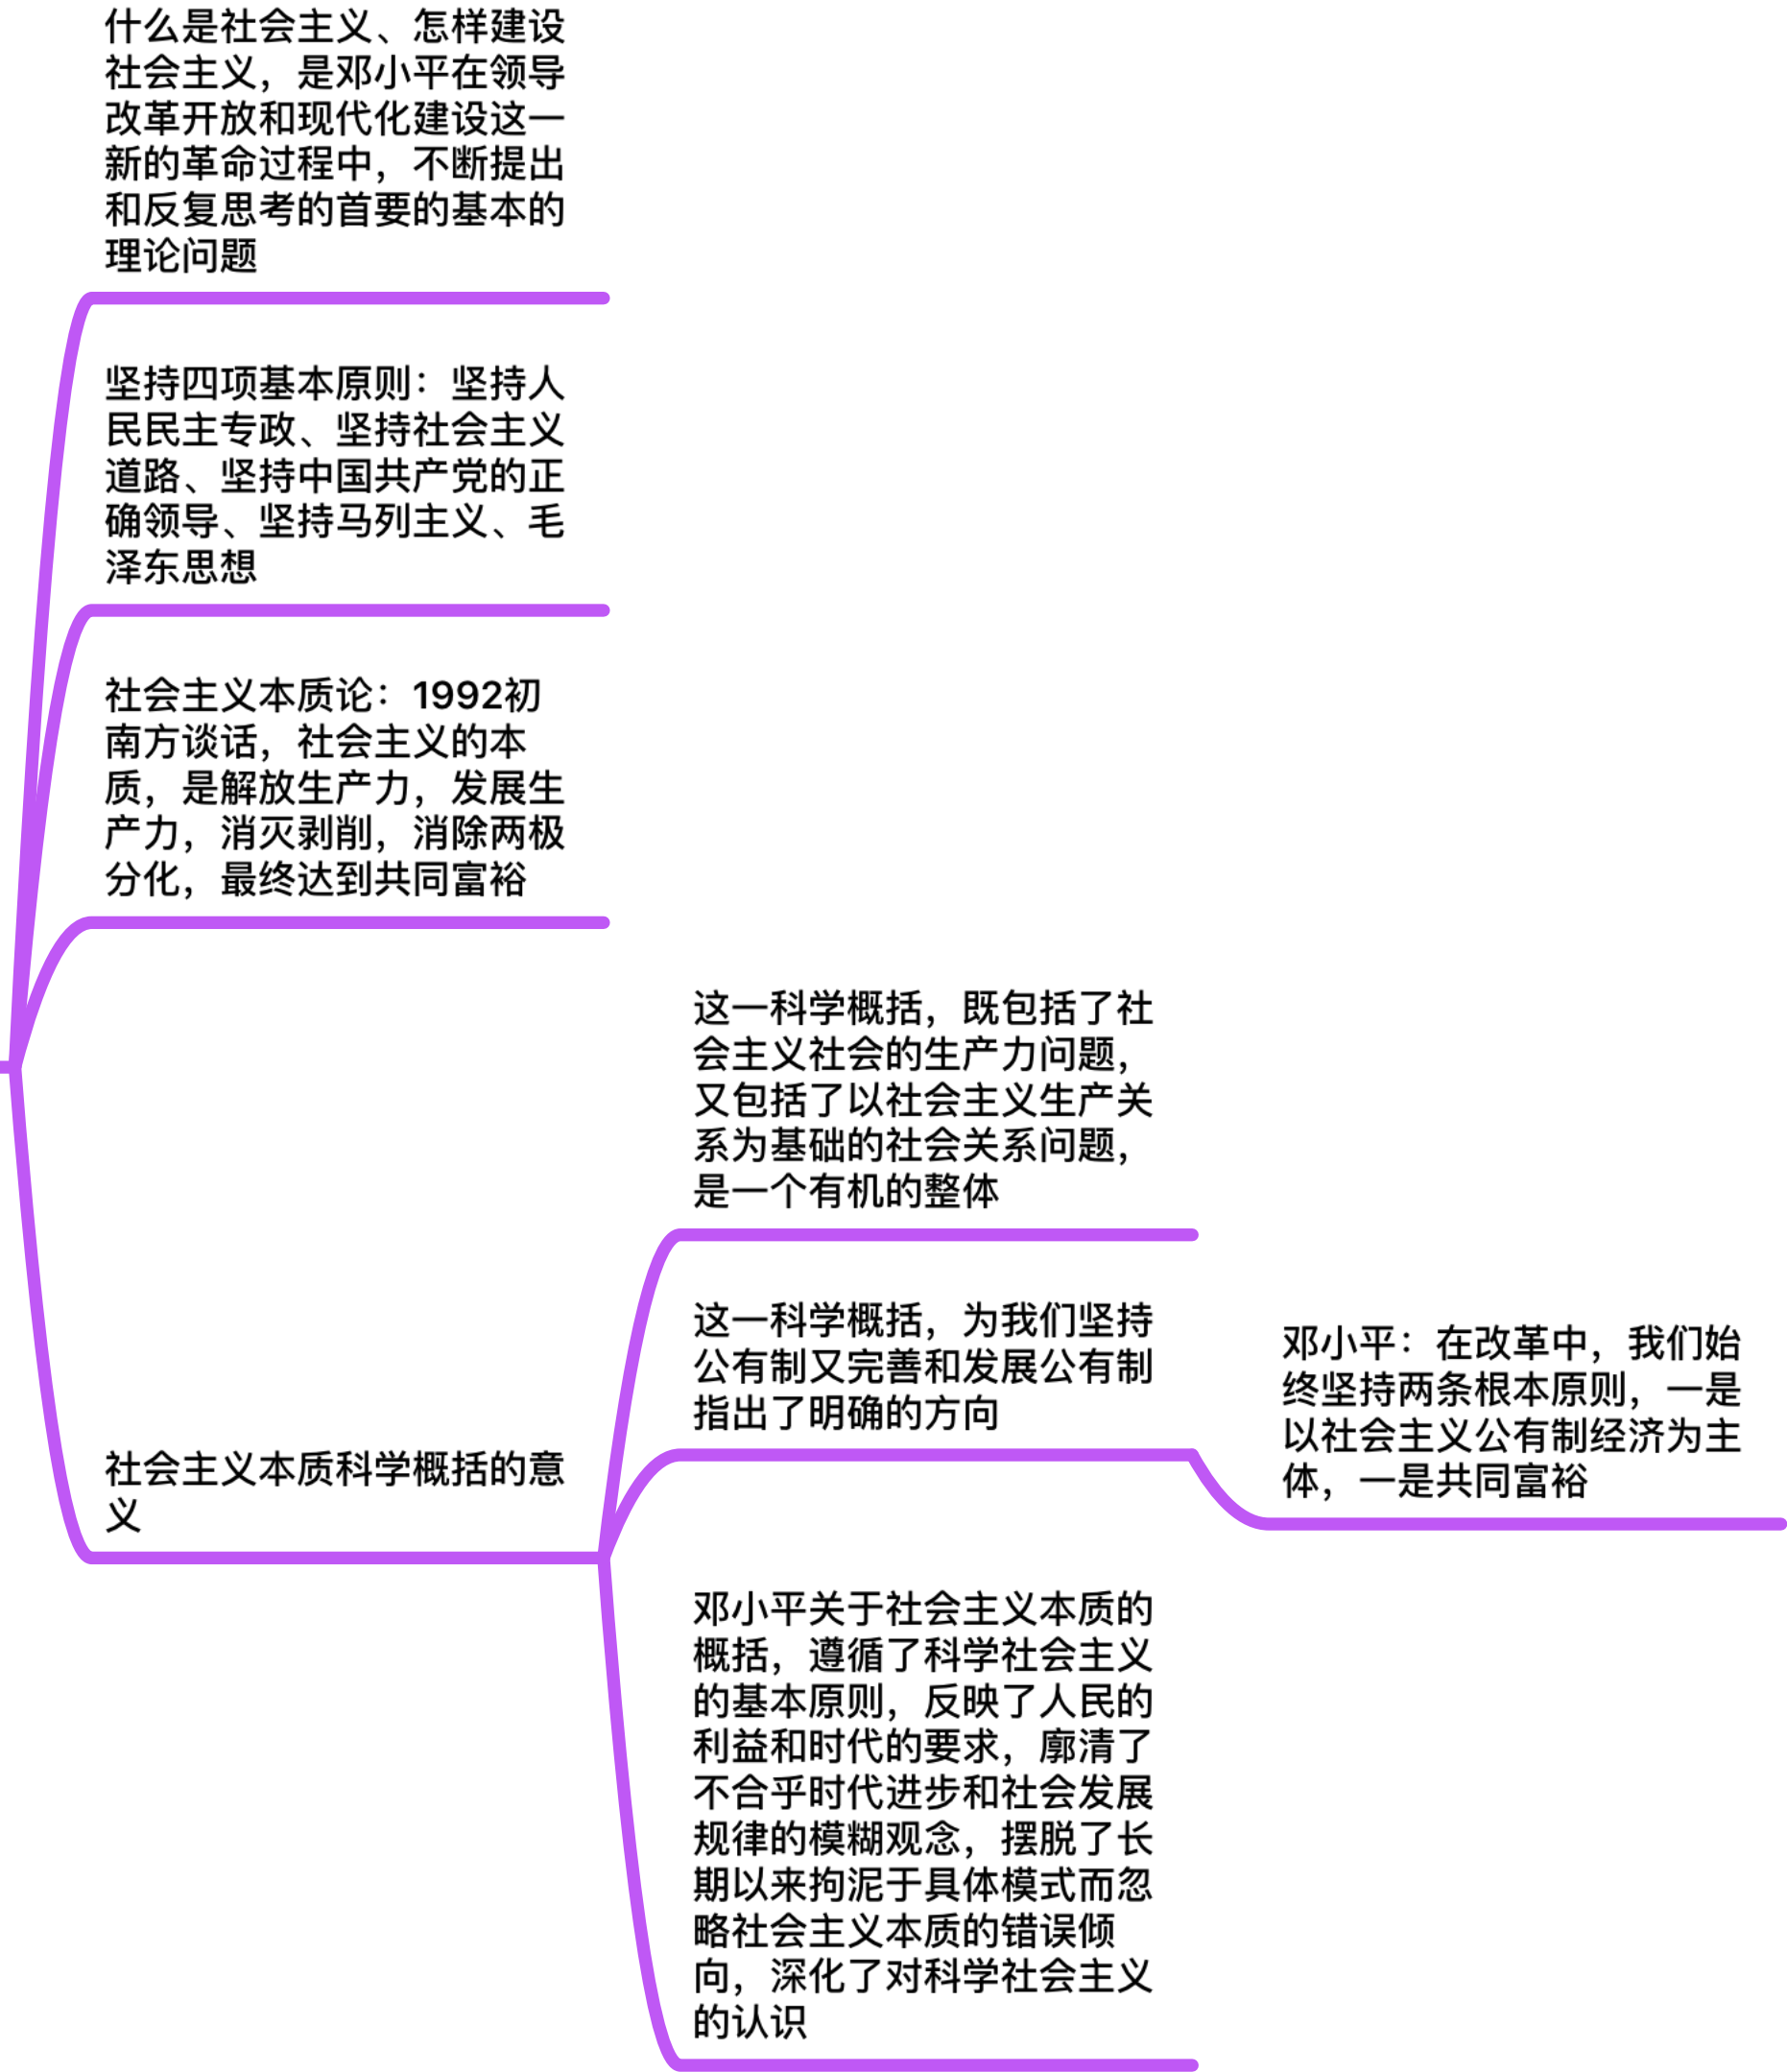 什么是社会主义、怎样建设
社会主义，是邓小平在领导
改革开放和现代化建设这一
新的革命过程中，不断提出
和反复思考的首要的基本的
理论问题
坚持四项基本原则：坚持人
民民主专政、坚持社会主义
道路、坚持中国共产党的正
确领导、坚持马列主义、毛
泽东思想
社会主义本质论：1992初
南方谈话，社会主义的本
质，是解放生产力，发展生
产力，消灭剥削，消除两极
分化，最终达到共同富裕
社会主义本质科学概括的意
义
这一科学概括，既包括了社
会主义社会的生产力问题，
又包括了以社会主义生产关
系为基础的社会关系问题，
是一个有机的整体
这一科学概括，为我们坚持
公有制又完善和发展公有制
指出了明确的方向
邓小平：在改革中，我们始
终坚持两条根本原则，一是
以社会主义公有制经济为主
体，一是共同富裕
邓小平关于社会主义本质的
概括，遵循了科学社会主义
的基本原则，反映了人民的
利益和时代的要求，廓清了
不合乎时代进步和社会发展
规律的模糊观念，摆脱了长
期以来拘泥于具体模式而忽
略社会主义本质的错误倾
向，深化了对科学社会主义
的认识